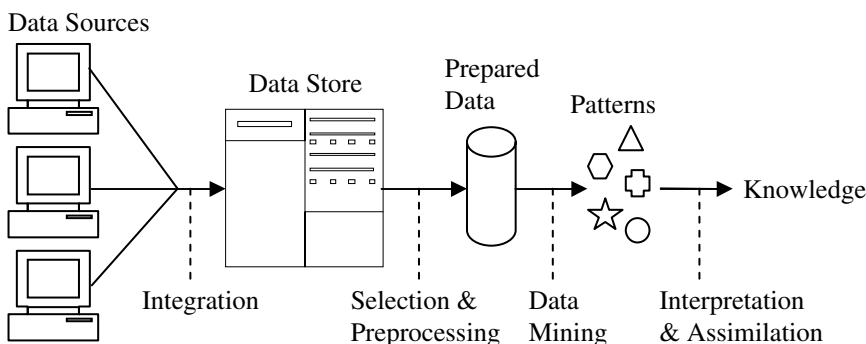 Data Sources
Data Store
Prepared
Data
Patterns
Knowledge
Integration
Selection &
Preprocessing
Data
Mining
Interpretation
& Assimilation